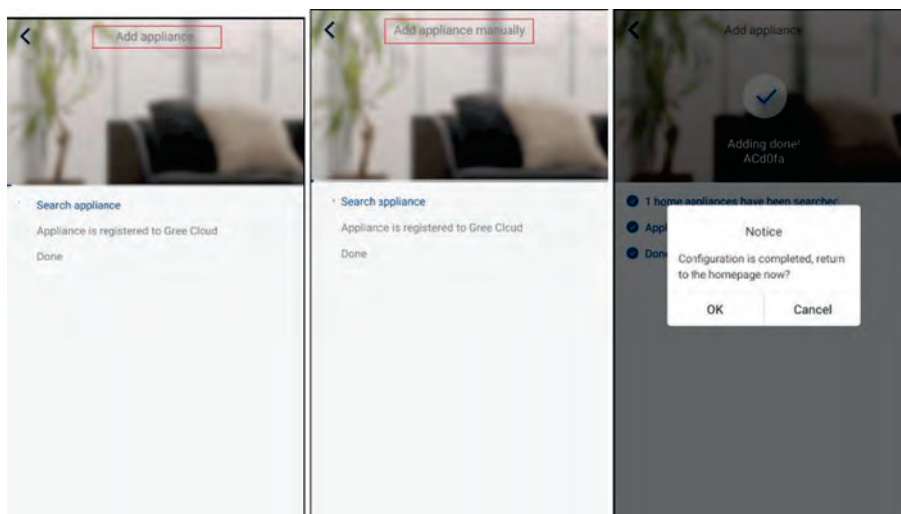 Add appliance
Search appliance
Appliance is registered to Gree Cloud
Done
Add appliance manually
Search appliance
Appliance is registered to Gree Cloud
Done
Add appliance
Adding done!
ACd0fa
1 home appliances have been searched
Appl
Done
Notice
Configuration is completed, return
to the homepage now?
OK
Cancel